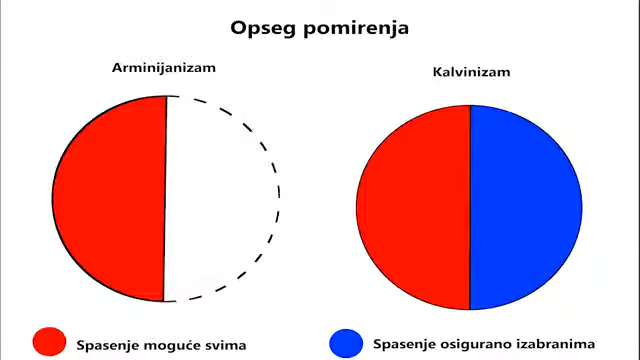 Opseg pomirenja
Arminijanizam
Kalvinizam
Spasenje moguće svima
Spasenje osigurano izabranima